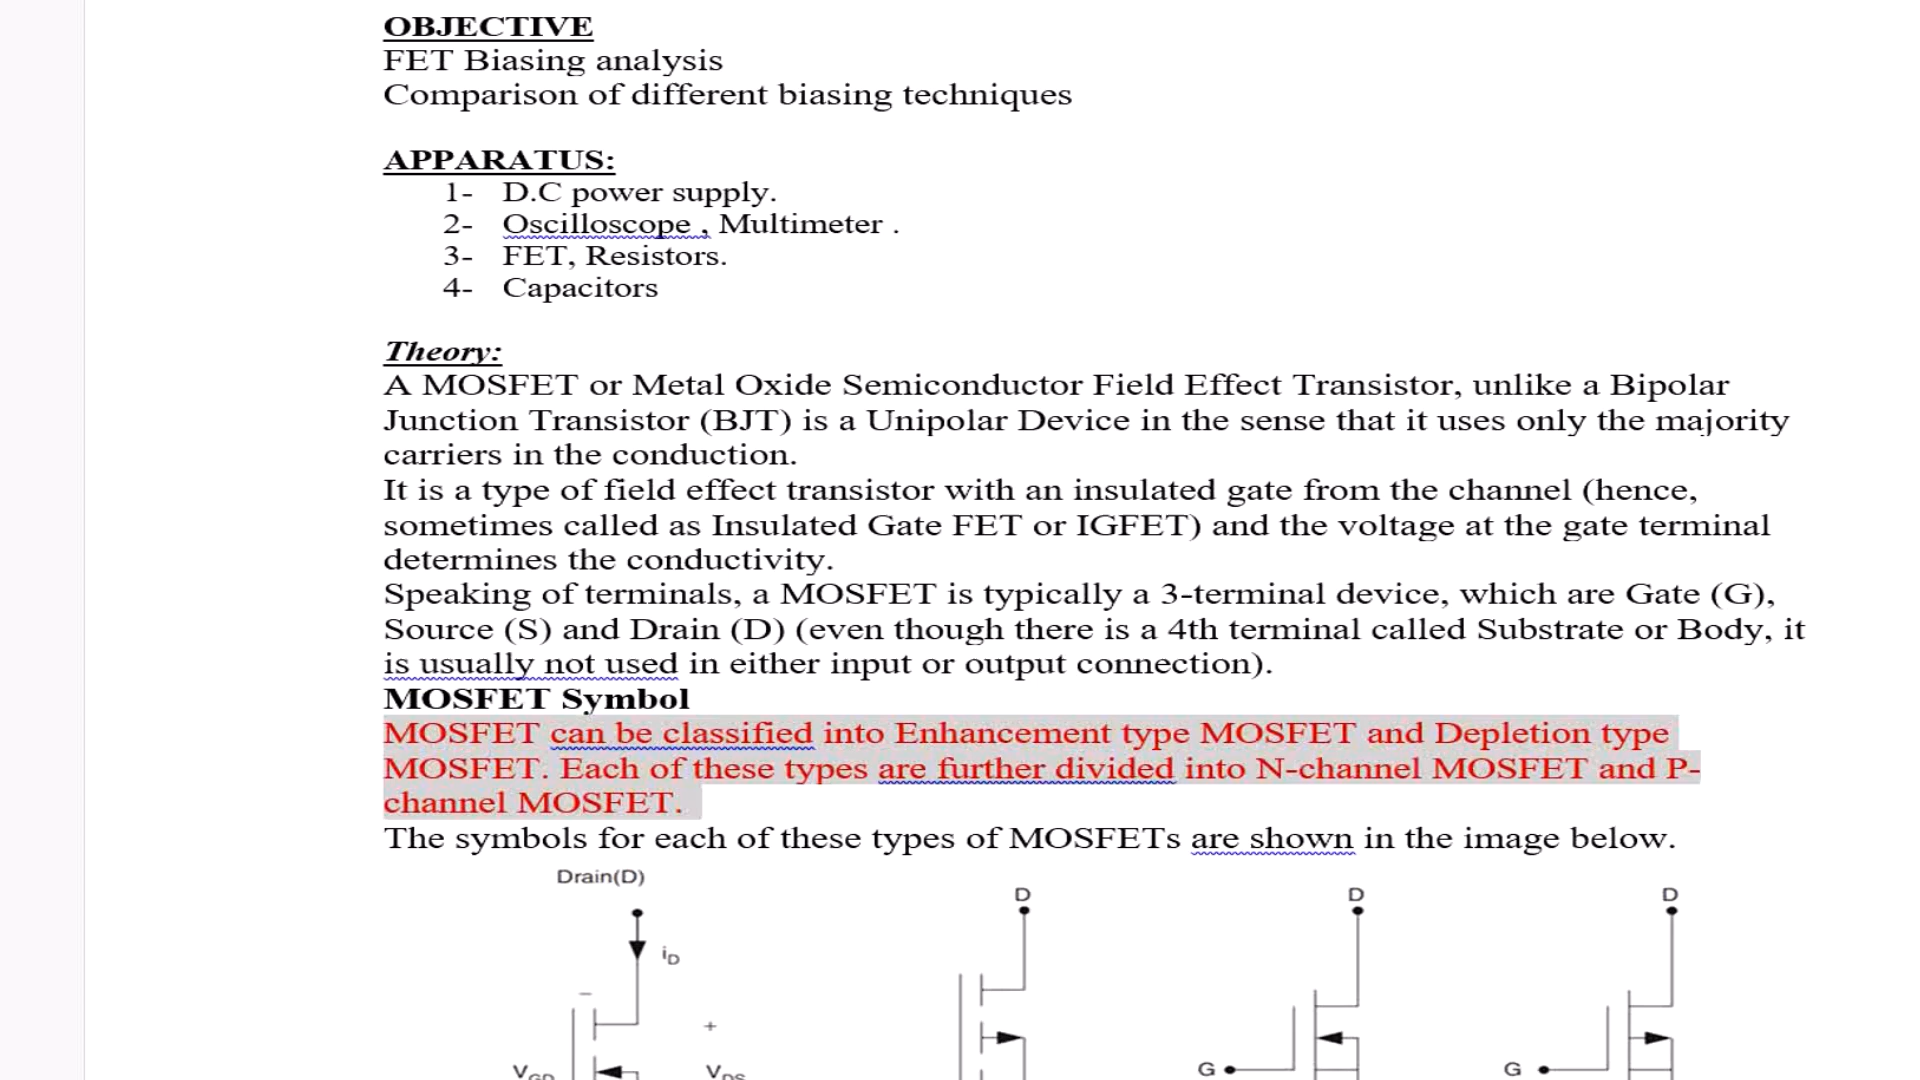 OBJECTIVE
FET Biasing analysis
Comparison of different biasing techniques
APPARATUS:
1- D.C power supply.
2- Oscilloscope , Multimeter .
3- FET, Resistors.
4- Capacitors
Theory:
A MOSFET or Metal Oxide Semiconductor Field Effect Transistor, unlike a Bipolar
Junction Transistor (BJT) is a Unipolar Device in the sense that it uses only the majority
carriers in the conduction.
It is a type of field effect transistor with an insulated gate from the channel (hence,
sometimes called as Insulated Gate FET or IGFET) and the voltage at the gate terminal
determines the conductivity.
Speaking of terminals, a MOSFET is typically a 3-terminal device, which are Gate (G),
Source (S) and Drain (D) (even though there is a 4th terminal called Substrate or Body, it
is usually not used in either input or output connection).
MOSFET Symbol
MOSFET can be classified into Enhancement type MOSFET and Depletion type
MOSFET. Each of these types are further divided into N-channel MOSFET and P-
channel MOSFET.
The symbols for each of these types of MOSFETs are shown in the image below.
Drain(D)
D D D
iD
− +
G G